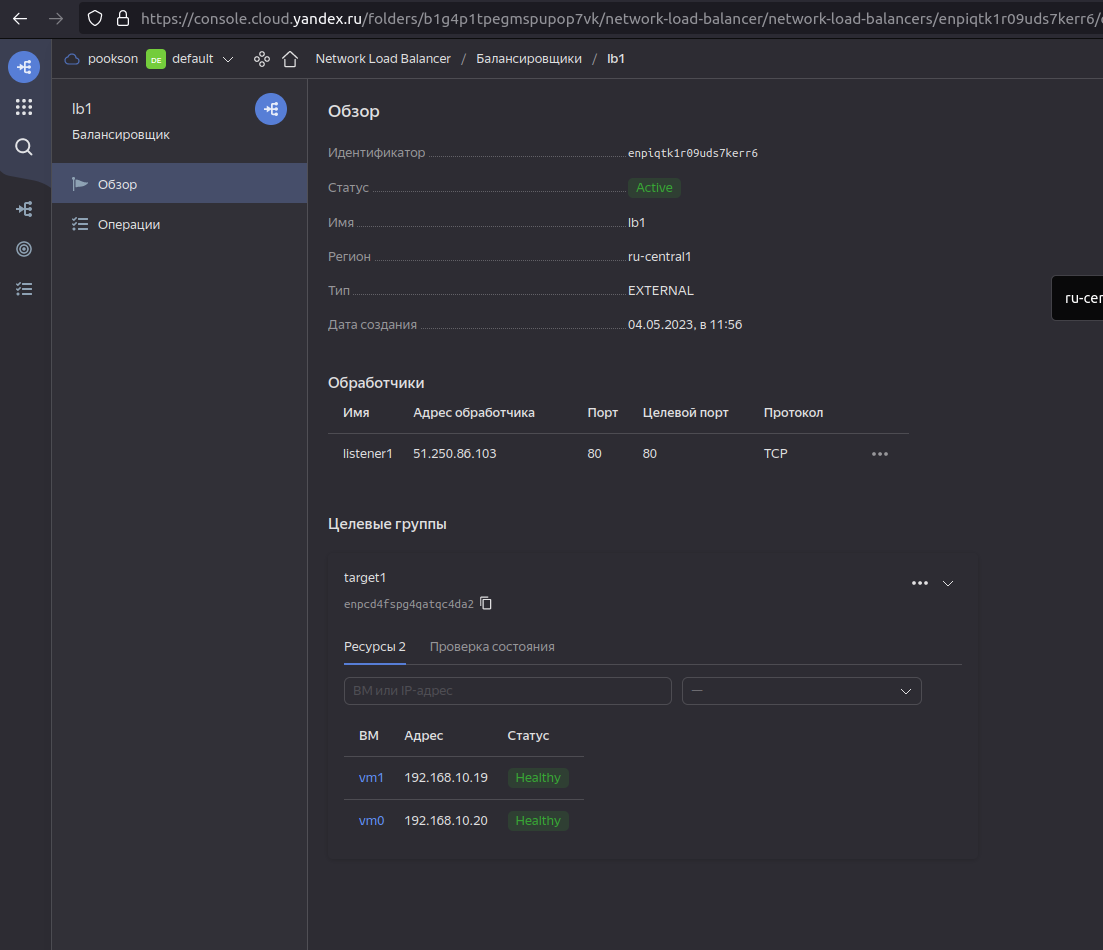 https://console.cloud.yandex.ru/folders/b1g4p1tpegmspupop7vk/network-load-balancer/network-load-balancers/enpiqtk1r09uds7kerr6/
pookson DE default Network Load Balancer / Балансировщики / lb1
lb1
Балансировщик
Обзор
Операции
Обзор
Идентификатор enpiqtk1r09uds7kerr6
Статус Active
Имя lb1
Регион ru-central1
Тип EXTERNAL
Дата создания 04.05.2023, в 11:56
ru-cer
Обработчики
Имя Адрес обработчика Порт Целевой порт Протокол
listener1 51.250.86.103 80 80 TCP
Целевые группы
target1
enpcd4fspg4qatqc4da2
Ресурсы 2 Проверка состояния
ВМ или IP-адрес —
ВМ Адрес Статус
vm1 192.168.10.19 Healthy
vm0 192.168.10.20 Healthy